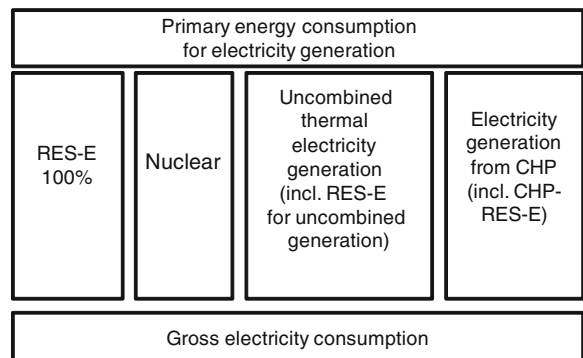 Primary energy consumption
for electricity generation
RES-E
100%
Nuclear
Uncombined
thermal
electricity
generation
(incl. RES-E
for uncombined
generation)
Electricity
generation
from CHP
(incl. CHP-
RES-E)
Gross electricity consumption